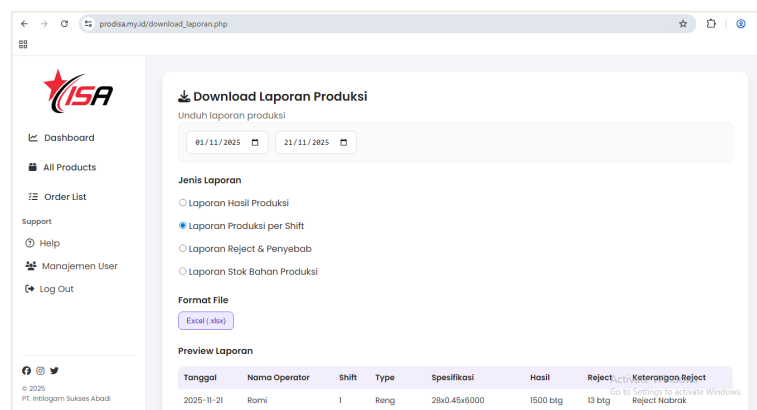 prodisa.my.id/download_laporan.php
ISA
Dashboard
All Products
Order List
Support
Help
Manajemen User
Log Out
© 2025
PT. Intilogam Sukses Abadi
Download Laporan Produksi
Unduh laporan produksi
01/11/2025 21/11/2025
Jenis Laporan
Laporan Hasil Produksi
Laporan Produksi per Shift
Laporan Reject & Penyebab
Laporan Stok Bahan Produksi
Format File
Excel (.xlsx)
Preview Laporan
Tanggal Nama Operator Shift Type Spesifikasi Hasil Reject Keterangan Reject
2025-11-21 Romi 1 Reng 28x0.45x6000 1500 btg 13 btg Reject Nabrak
Activate Windows
Go to Settings to activate Windows.